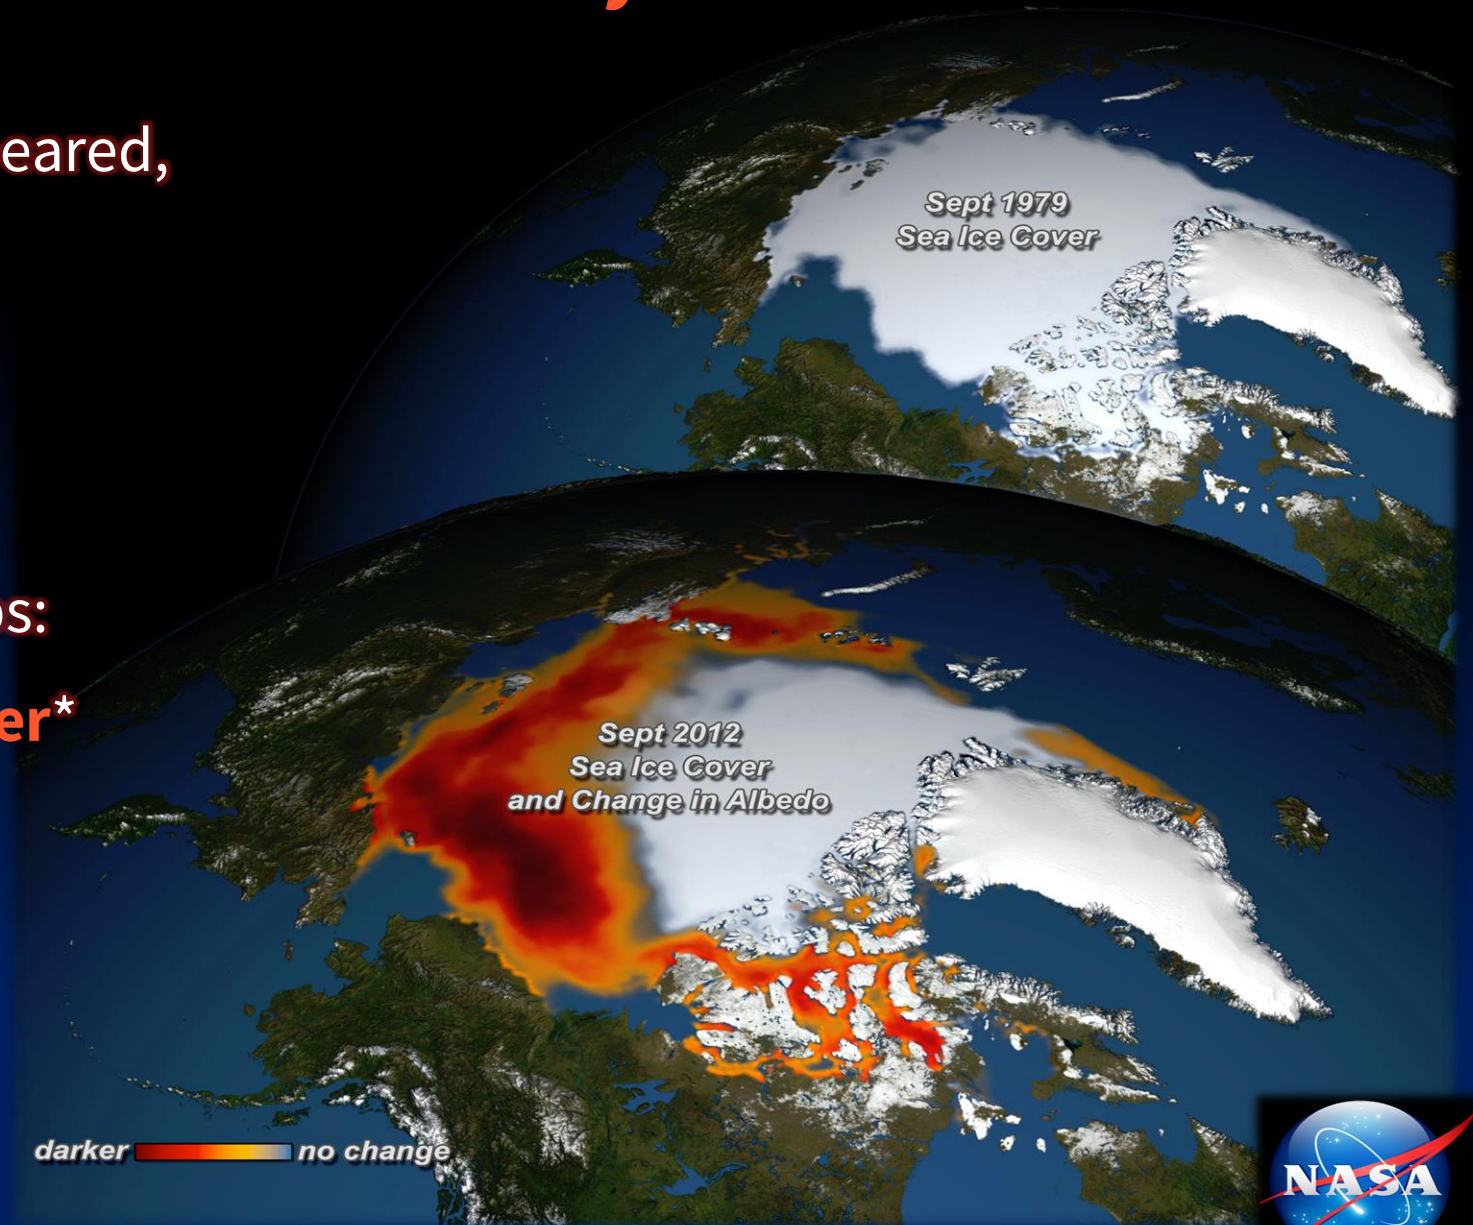 eared,
Sept 1979
Sea Ice Cover
os:
er*
Sept 2012
Sea Ice Cover
and Change in Albedo
darker
no change
NASA